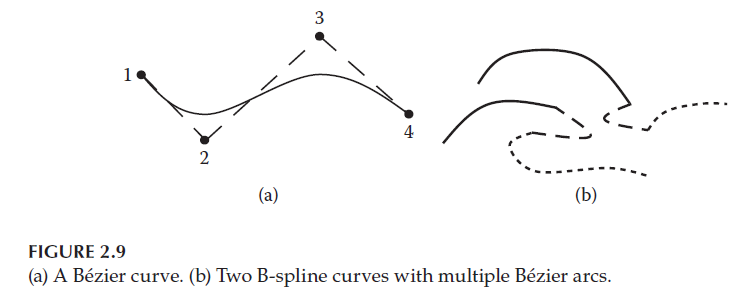 3
1
4
2
(a)
(b)
FIGURE 2.9
(a) A Bézier curve. (b) Two B-spline curves with multiple Bézier arcs.